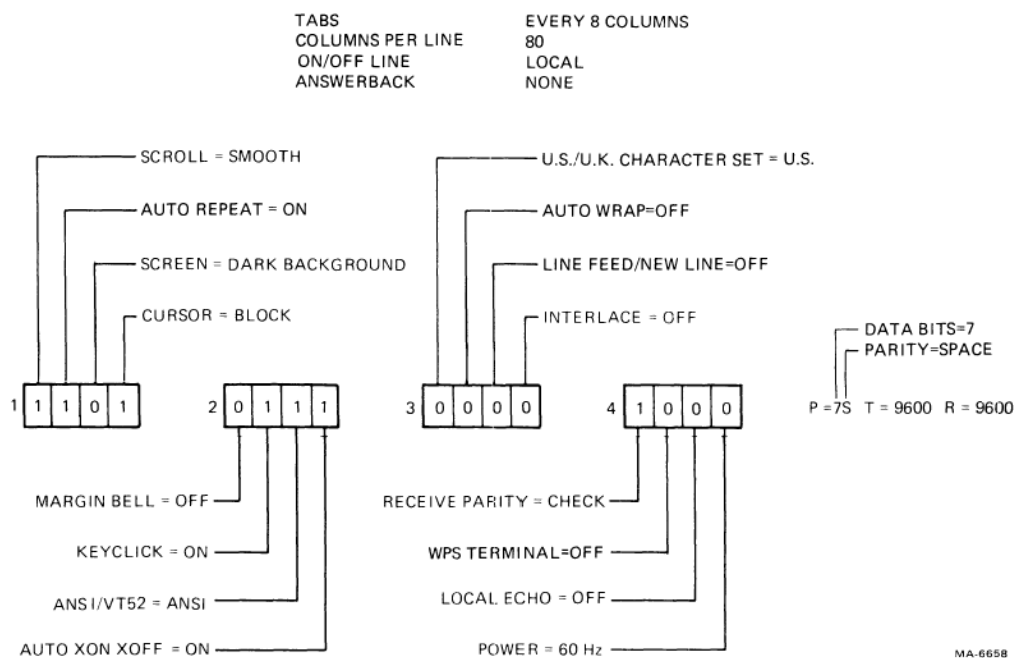 TABS EVERY 8 COLUMNS
COLUMNS PER LINE 80
ON/OFF LINE LOCAL
ANSWERBACK NONE
SCROLL = SMOOTH
AUTO REPEAT = ON
SCREEN = DARK BACKGROUND
CURSOR = BLOCK
U.S./U.K. CHARACTER SET = U.S.
AUTO WRAP=OFF
LINE FEED/NEW LINE=OFF
INTERLACE = OFF
DATA BITS=7
PARITY=SPACE
1 1 1 0 1
2 0 1 1 1
3 0 0 0 0
4 1 0 0 0
P =7S T = 9600 R = 9600
MARGIN BELL = OFF
KEYCLICK = ON
ANSI/VT52 = ANSI
AUTO XON XOFF = ON
RECEIVE PARITY = CHECK
WPS TERMINAL=OFF
LOCAL ECHO = OFF
POWER = 60 Hz
MA-6658